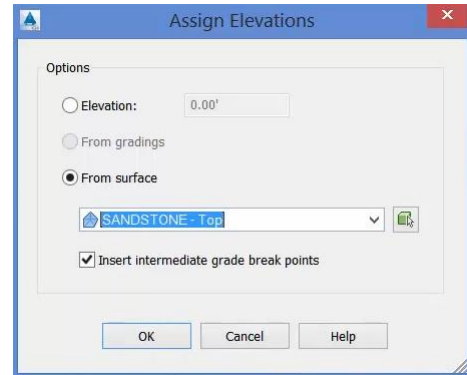 Assign Elevations
Options
Elevation: 0.00'
From gradings
From surface
SANDSTONE - Top
Insert intermediate grade break points
OK Cancel Help